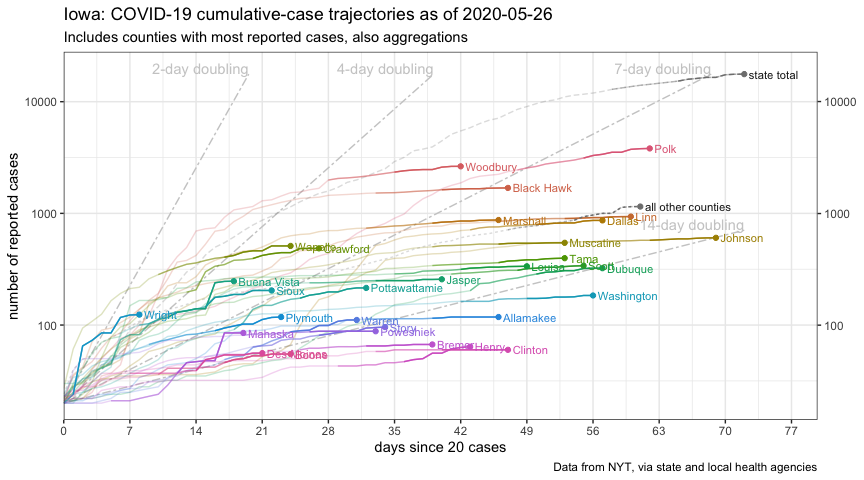 Iowa: COVID-19 cumulative-case trajectories as of 2020-05-26
Includes counties with most reported cases, also aggregations
2-day doubling
4-day doubling
7-day doubling
state total
10000
10000
Polk
Woodbury
Black Hawk
all other counties
1000
1000
Linn
Marshall
Dallas
14-day doubling
Johnson
Muscatine
Crawford
Tama
Louisa
Dubuque
Jasper
Buena Vista
Pottawattamie
Sioux
Washington
Wright
Plymouth
Warren
Allamakee
100
100
Story
Mahaska
Poweshiek
Bremer
Henry
Clinton
Des Moines
Boone
number of reported cases
0
7
14
21
28
35
42
49
56
63
70
77
days since 20 cases
Data from NYT, via state and local health agencies